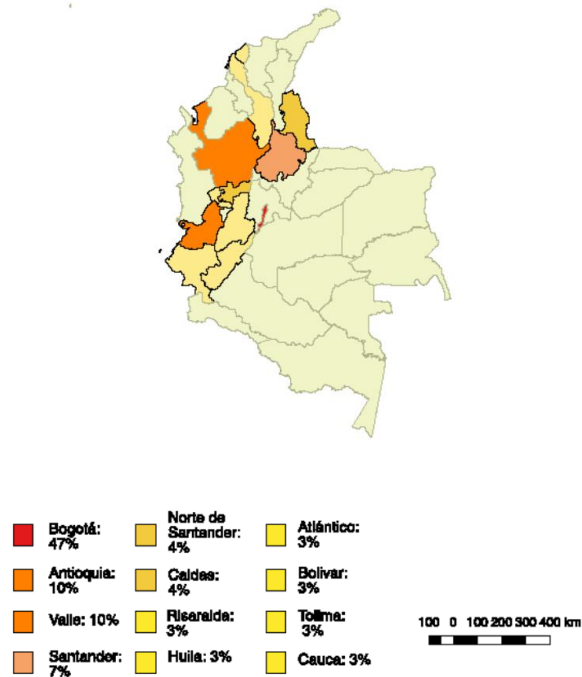 Bogotá:
47%
Antioquia:
10%
Valle: 10%
Santander:
7%
Norte de
Santander:
4%
Caldas:
4%
Risaralda:
3%
Huila: 3%
Atlántico:
3%
Bolivar:
3%
Tolima:
3%
Cauca: 3%
100 0 100 200 300 400 km